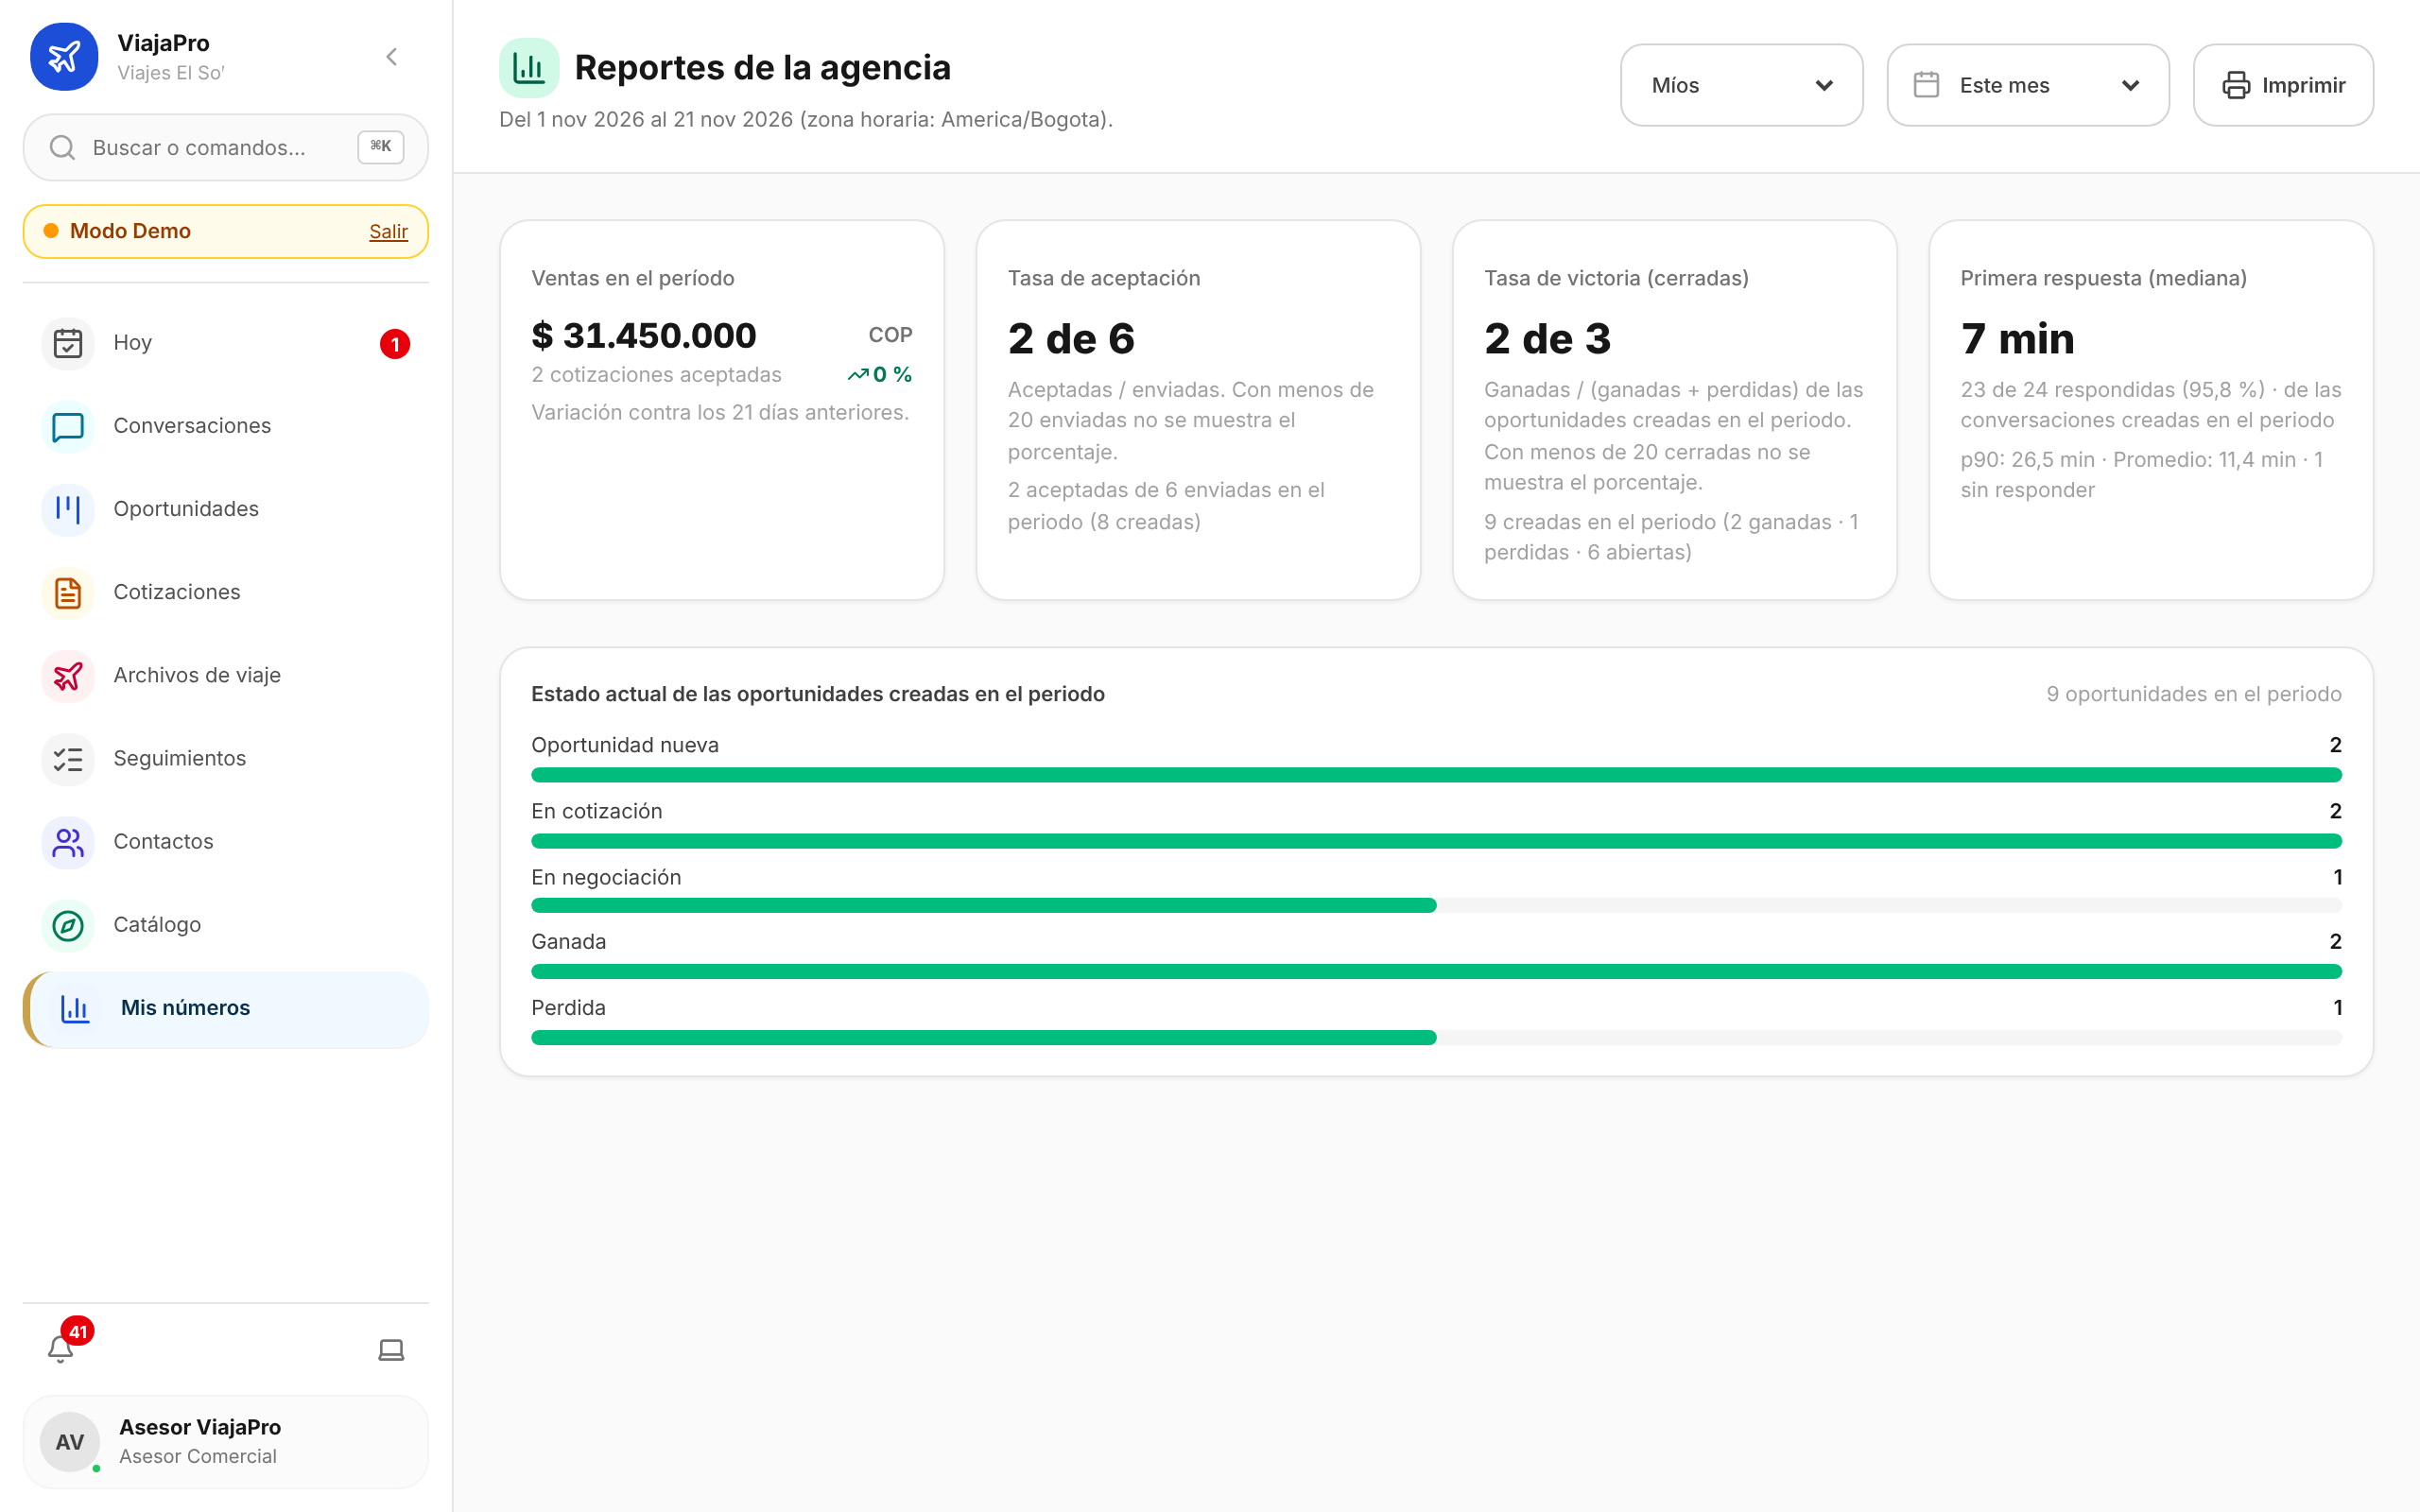 ViajaPro
Viajes El So
Buscar o comandos...
⌘K
Modo Demo
Salir
Hoy
1
Conversaciones
Oportunidades
Cotizaciones
Archivos de viaje
Seguimientos
Contactos
Catálogo
Mis números
41
AV
Asesor ViajaPro
Asesor Comercial
Reportes de la agencia
Del 1 nov 2026 al 21 nov 2026 (zona horaria: America/Bogota).
Míos
Este mes
Imprimir
Ventas en el período
$ 31.450.000
COP
2 cotizaciones aceptadas
0 %
Variación contra los 21 días anteriores.
Tasa de aceptación
2 de 6
Aceptadas / enviadas. Con menos de
20 enviadas no se muestra el
porcentaje.
2 aceptadas de 6 enviadas en el
periodo (8 creadas)
Tasa de victoria (cerradas)
2 de 3
Ganadas / (ganadas + perdidas) de las
oportunidades creadas en el periodo.
Con menos de 20 cerradas no se
muestra el porcentaje.
9 creadas en el periodo (2 ganadas · 1
perdidas · 6 abiertas)
Primera respuesta (mediana)
7 min
23 de 24 respondidas (95,8 %) · de las
conversaciones creadas en el periodo
p90: 26,5 min · Promedio: 11,4 min · 1
sin responder
Estado actual de las oportunidades creadas en el periodo
9 oportunidades en el periodo
Oportunidad nueva
2
En cotización
2
En negociación
1
Ganada
2
Perdida
1